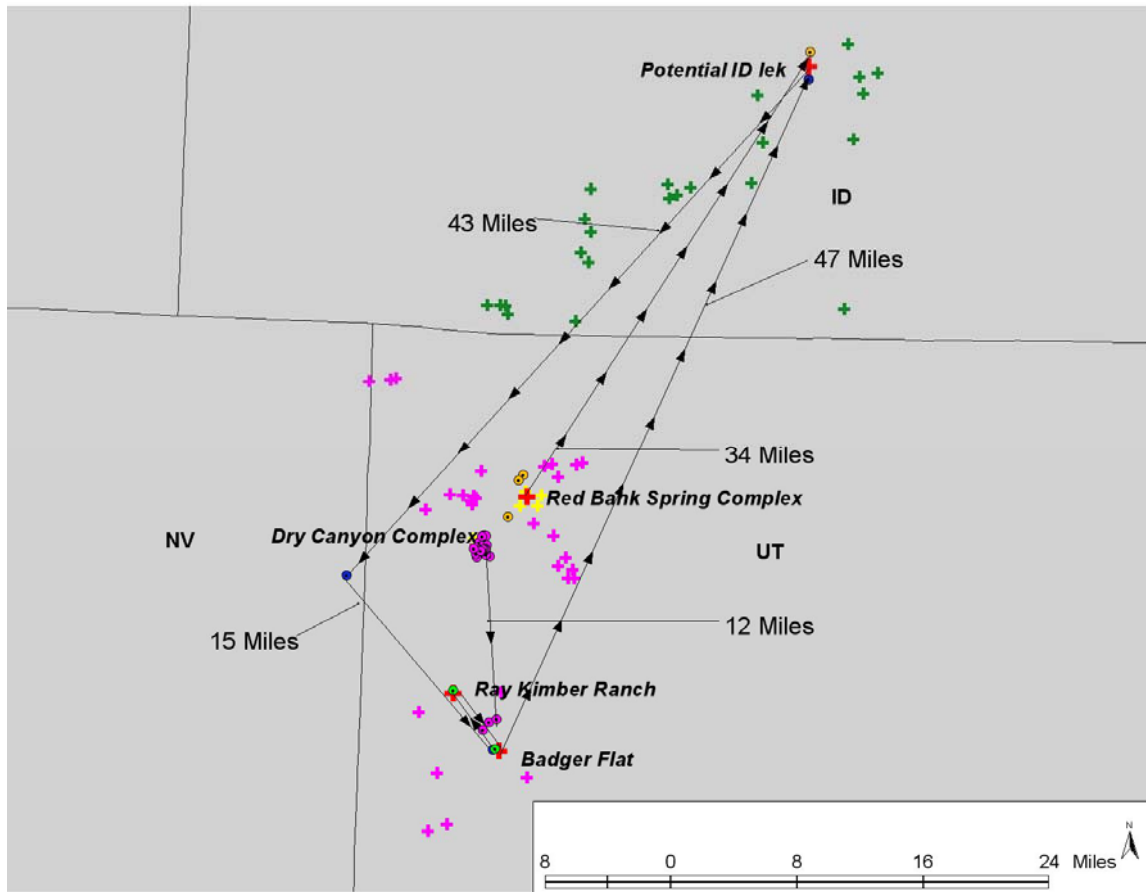 Potential ID lek
ID
43 Miles
47 Miles
34 Miles
Red Bank Spring Complex
Dry Canyon Complex
NV
UT
15 Miles
12 Miles
Ray Kimber Ranch
Badger Flat
N
8 0 8 16 24 Miles